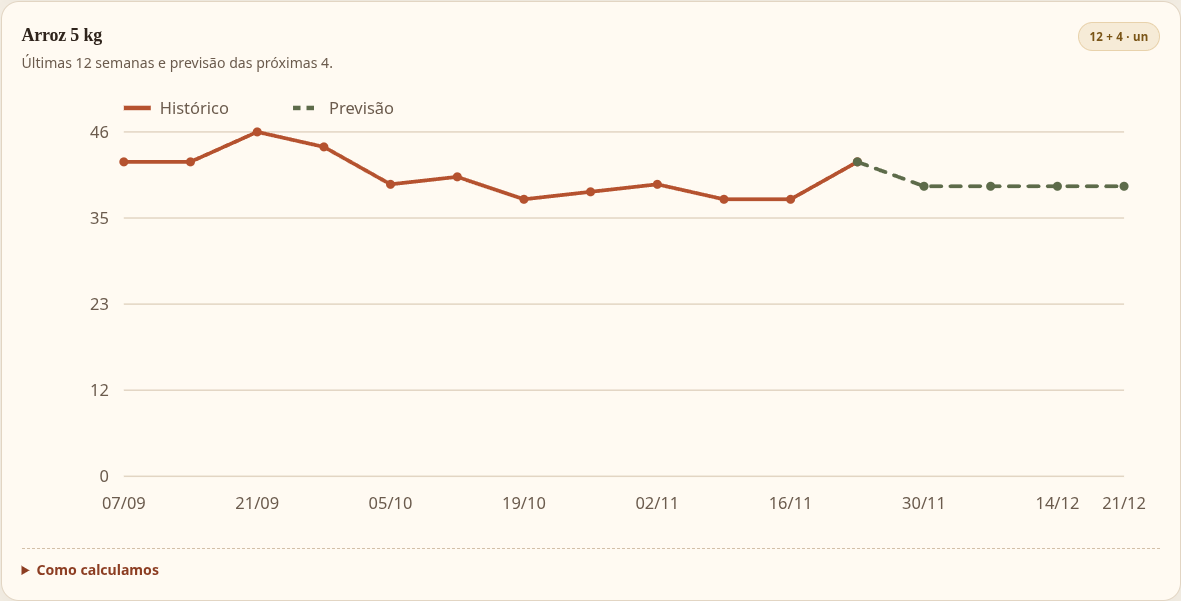 Arroz 5 kg
12 + 4 · un
Últimas 12 semanas e previsão das próximas 4.
Histórico
Previsão
46
35
23
12
0
07/09
21/09
05/10
19/10
02/11
16/11
30/11
14/12
21/12
Como calculamos